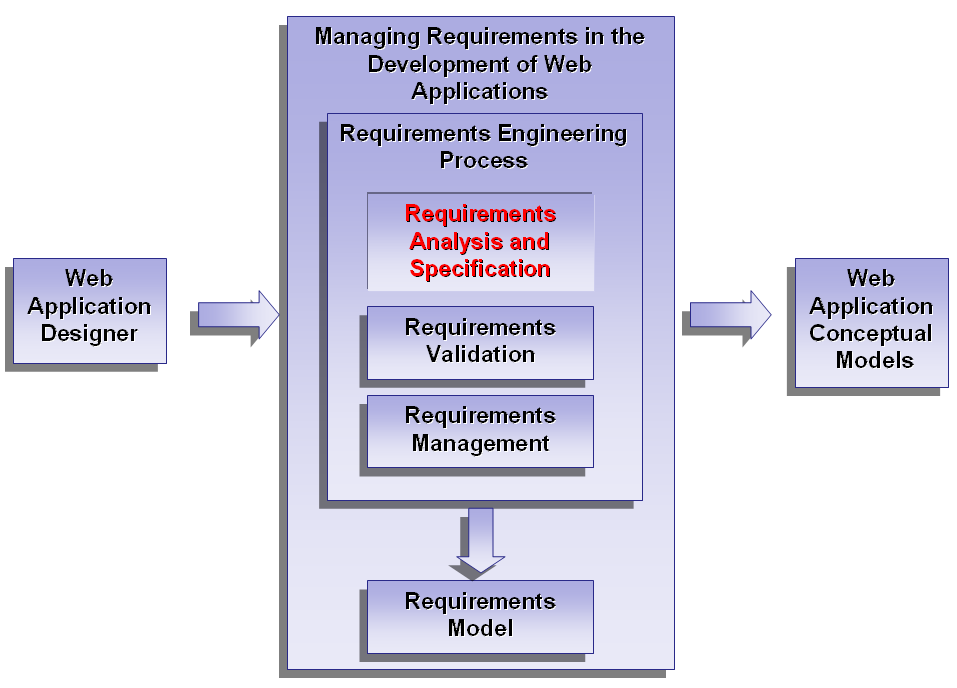 Managing Requirements in the
Development of Web
Applications
Requirements Engineering
Process
Requirements
Analysis and
Specification
Requirements
Validation
Requirements
Management
Requirements
Model
Web
Application
Designer
Web
Application
Conceptual
Models